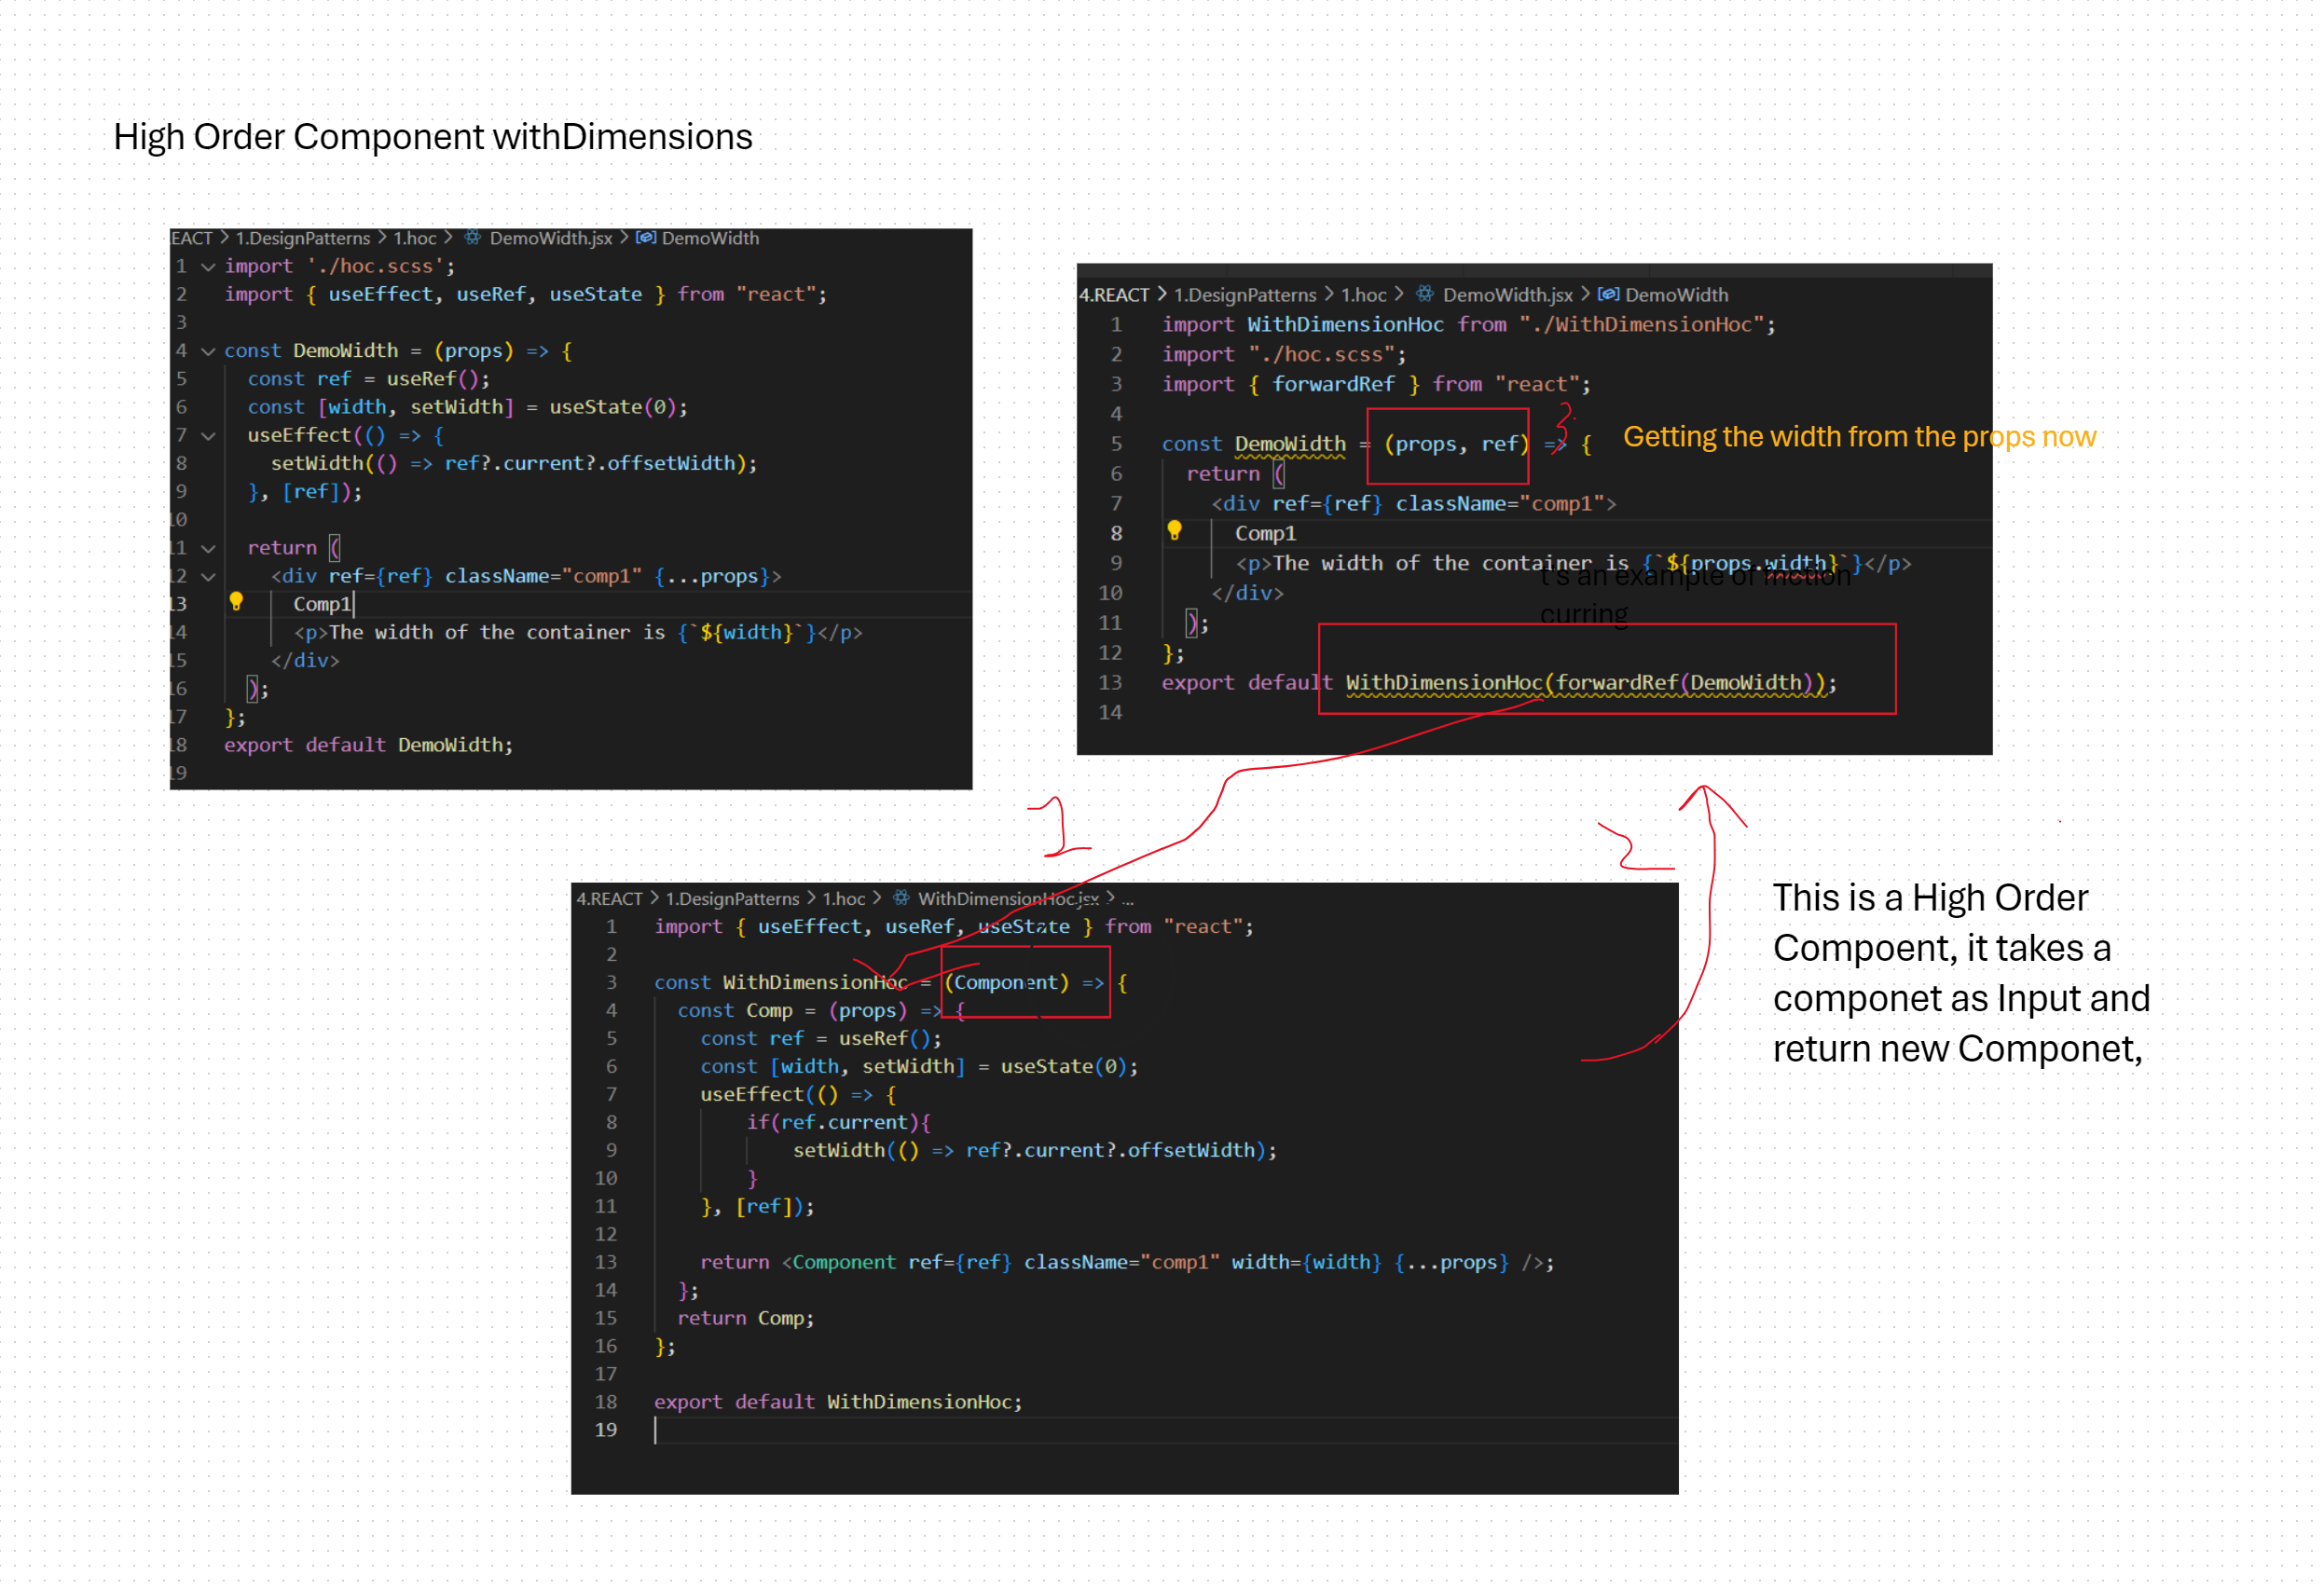 High Order Component withDimensions
EACT > 1.DesignPatterns > 1.hoc > DemoWidth.jsx > DemoWidth
1 import './hoc.scss';
2 import { useEffect, useRef, useState } from "react";
3
4 const DemoWidth = (props) => {
5 const ref = useRef();
6 const [width, setWidth] = useState(0);
7 useEffect(() => {
8 setWidth(() => ref?.current?.offsetWidth);
9 }, [ref]);
10
11 return (
12 <div ref={ref} className="comp1" {...props}>
13 Comp1
14 <p>The width of the container is {`${width}`}</p>
15 </div>
16 );
17 };
18 export default DemoWidth;
19
4.REACT > 1.DesignPatterns > 1.hoc > DemoWidth.jsx > DemoWidth
1 import WithDimensionHoc from "./WithDimensionHoc";
2 import "./hoc.scss";
3 import { forwardRef } from "react";
4
5 const DemoWidth = (props, ref) => {
3.
Getting the width from the props now
6 return (
7 <div ref={ref} className="comp1">
8 Comp1
9 <p>The width of the container is {`${props.width}`}</p>
t's an example of
curring
10 </div>
11 );
12 };
13 export default WithDimensionHoc(forwardRef(DemoWidth));
14
1
2
4.REACT > 1.DesignPatterns > 1.hoc > WithDimensionHoc.jsx > ...
1 import { useEffect, useRef, useState } from "react";
2
3 const WithDimensionHoc = (Component) => {
4 const Comp = (props) => {
5 const ref = useRef();
6 const [width, setWidth] = useState(0);
7 useEffect(() => {
8 if(ref.current){
9 setWidth(() => ref?.current?.offsetWidth);
10 }
11 }, [ref]);
12
13 return <Component ref={ref} className="comp1" width={width} {...props} />;
14 };
15 return Comp;
16 };
17
18 export default WithDimensionHoc;
19
This is a High Order
Compoent, it takes a
componet as Input and
return new Componet,